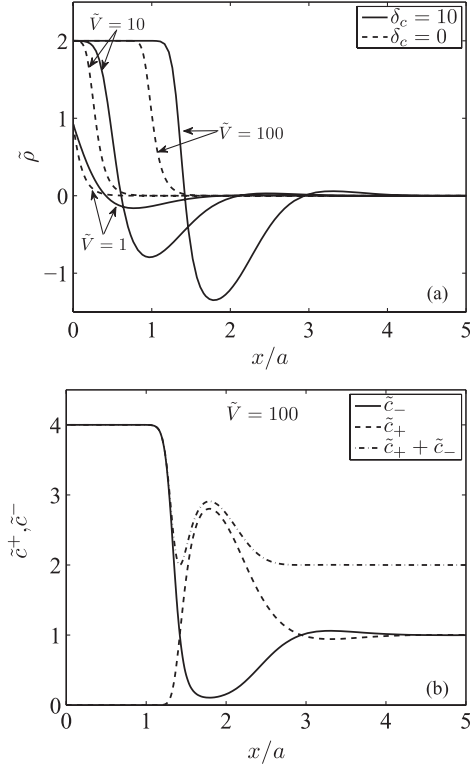 δ_c = 10
δ_c = 0
Ṽ = 10
Ṽ = 100
Ṽ = 1
2
1
0
−1
ρ̃
(a)
0 1 2 3 4 5
x/a
Ṽ = 100
c̃_−
c̃_+
c̃_+ + c̃_−
4
3
2
1
0
c̃^+,c̃^−
(b)
0 1 2 3 4 5
x/a